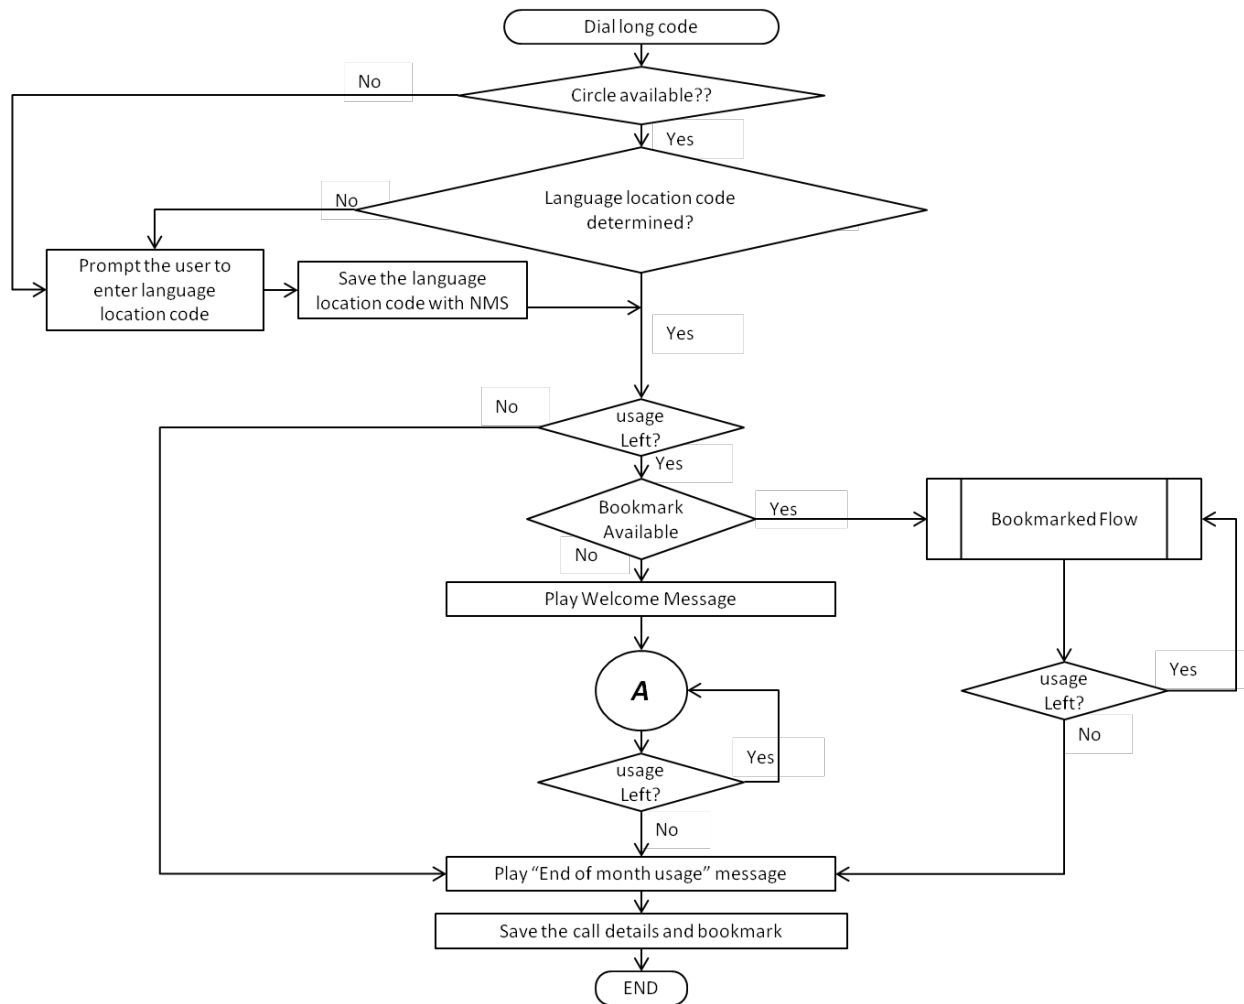 Dial long code
No
Circle available??
Yes
No
Language location code
determined?
Prompt the user to
enter language
location code
Save the language
location code with NMS
Yes
No
usage
Left?
Yes
Bookmark
Available
Yes
Bookmarked Flow
No
Play Welcome Message
A
usage
Left?
Yes
No
usage
Left?
Yes
No
Play “End of month usage” message
Save the call details and bookmark
END